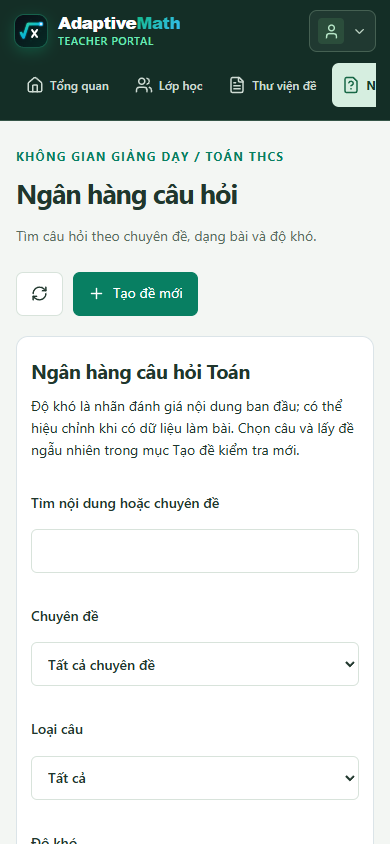 AdaptiveMath
TEACHER PORTAL
Tổng quan
Lớp học
Thư viện đề
N
KHÔNG GIAN GIẢNG DẠY / TOÁN THCS
Ngân hàng câu hỏi
Tìm câu hỏi theo chuyên đề, dạng bài và độ khó.
Tạo đề mới
Ngân hàng câu hỏi Toán
Độ khó là nhãn đánh giá nội dung ban đầu; có thể
hiệu chỉnh khi có dữ liệu làm bài. Chọn câu và lấy đề
ngẫu nhiên trong mục Tạo đề kiểm tra mới.
Tìm nội dung hoặc chuyên đề
Chuyên đề
Tất cả chuyên đề
Loại câu
Tất cả
Độ khó